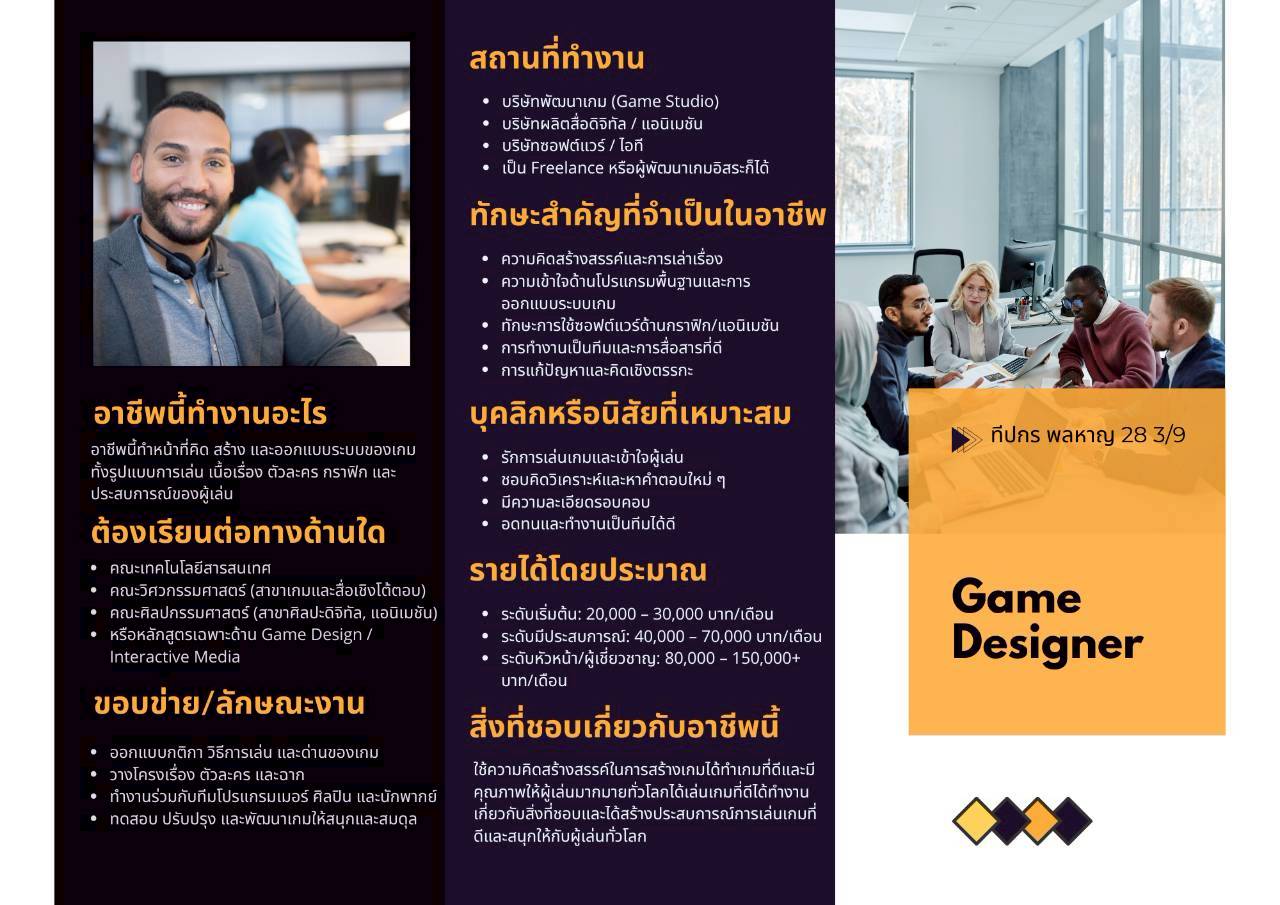 อาชีพนี้ทำงานอะไร
อาชีพนี้ทำหน้าที่คิด สร้าง และออกแบบระบบของเกม
ทั้งรูปแบบการเล่น เนื้อเรื่อง ตัวละคร กราฟิก และ
ประสบการณ์ของผู้เล่น
ต้องเรียนต่อทางด้านใด
• คณะเทคโนโลยีสารสนเทศ
• คณะวิศวกรรมศาสตร์ (สาขาเกมและสื่อเชิงโต้ตอบ)
• คณะศิลปกรรมศาสตร์ (สาขาศิลปะดิจิทัล, แอนิเมชัน)
• หรือหลักสูตรเฉพาะด้าน Game Design /
Interactive Media
ขอบข่าย/ลักษณะงาน
• ออกแบบกติกา วิธีการเล่น และด่านของเกม
• วางโครงเรื่อง ตัวละคร และฉาก
• ทำงานร่วมกับทีมโปรแกรมเมอร์ ศิลปิน และนักพากย์
• ทดสอบ ปรับปรุง และพัฒนาเกมให้สนุกและสมดุล
สถานที่ทำงาน
• บริษัทพัฒนาเกม (Game Studio)
• บริษัทผลิตสื่อดิจิทัล / แอนิเมชัน
• บริษัทซอฟต์แวร์ / ไอที
• เป็น Freelance หรือผู้พัฒนาเกมอิสระก็ได้
ทักษะสำคัญที่จำเป็นในอาชีพ
• ความคิดสร้างสรรค์และการเล่าเรื่อง
• ความเข้าใจด้านโปรแกรมพื้นฐานและการ
ออกแบบระบบเกม
• ทักษะการใช้ซอฟต์แวร์ด้านกราฟิก/แอนิเมชัน
• การทำงานเป็นทีมและการสื่อสารที่ดี
• การแก้ปัญหาและคิดเชิงตรรกะ
บุคลิกหรือนิสัยที่เหมาะสม
• รักการเล่นเกมและเข้าใจผู้เล่น
• ชอบคิดวิเคราะห์และหาคำตอบใหม่ ๆ
• มีความละเอียดรอบคอบ
• อดทนและทำงานเป็นทีมได้ดี
รายได้โดยประมาณ
• ระดับเริ่มต้น: 20,000 – 30,000 บาท/เดือน
• ระดับมีประสบการณ์: 40,000 – 70,000 บาท/เดือน
• ระดับหัวหน้า/ผู้เชี่ยวชาญ: 80,000 – 150,000+
บาท/เดือน
สิ่งที่ชอบเกี่ยวกับอาชีพนี้
ใช้ความคิดสร้างสรรค์ในการสร้างเกมได้ทำเกมที่ดีและมี
คุณภาพให้ผู้เล่นมากมายทั่วโลกได้เล่นเกมที่ดีได้ทำงาน
เกี่ยวกับสิ่งที่ชอบและได้สร้างประสบการณ์การเล่นเกมที่
ดีและสนุกให้กับผู้เล่นทั่วโลก
ทีปกร พลหาญ 28 3/9
Game
Designer